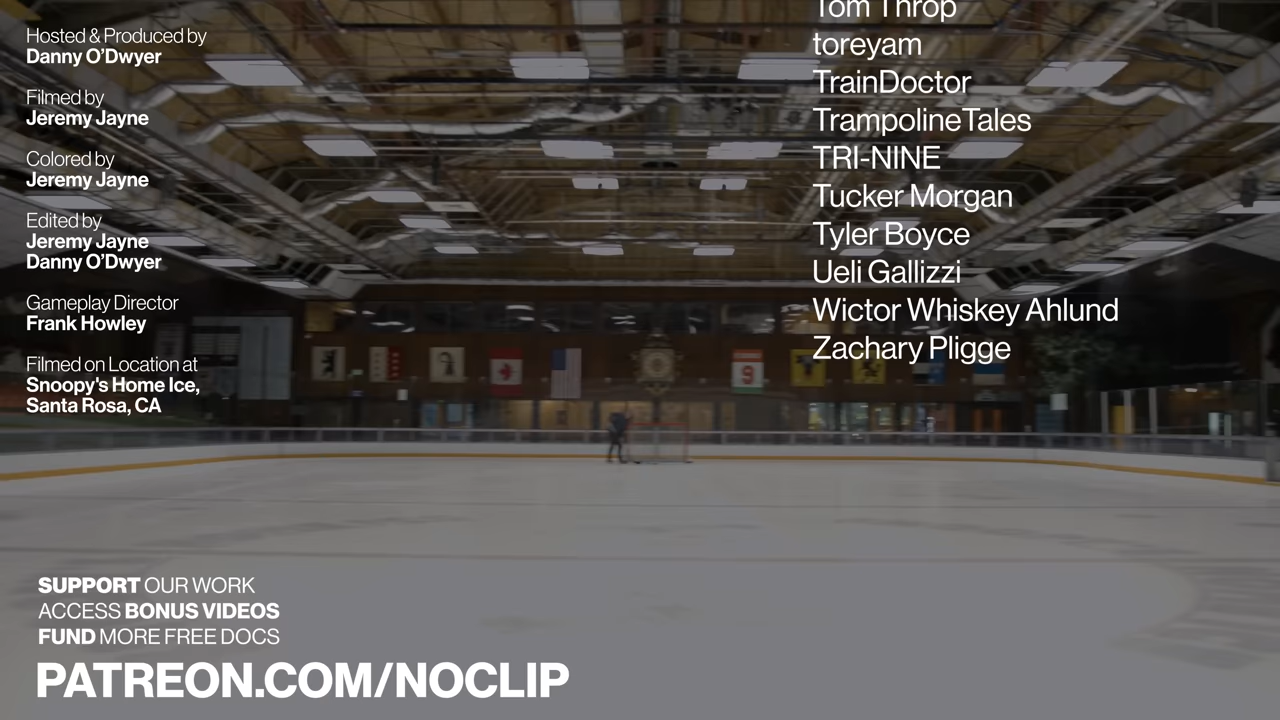 Hosted & Produced by
Danny O'Dwyer
Filmed by
Jeremy Jayne
Colored by
Jeremy Jayne
Edited by
Jeremy Jayne
Danny O'Dwyer
Gameplay Director
Frank Howley
Filmed on Location at
Snoopy's Home Ice,
Santa Rosa, CA
Tom Throp
toreyam
TrainDoctor
TrampolineTales
TRI-NINE
Tucker Morgan
Tyler Boyce
Ueli Gallizzi
Wictor Whiskey Ahlund
Zachary Pligge
9
SUPPORT OUR WORK
ACCESS BONUS VIDEOS
FUND MORE FREE DOCS
PATREON.COM/NOCLIP